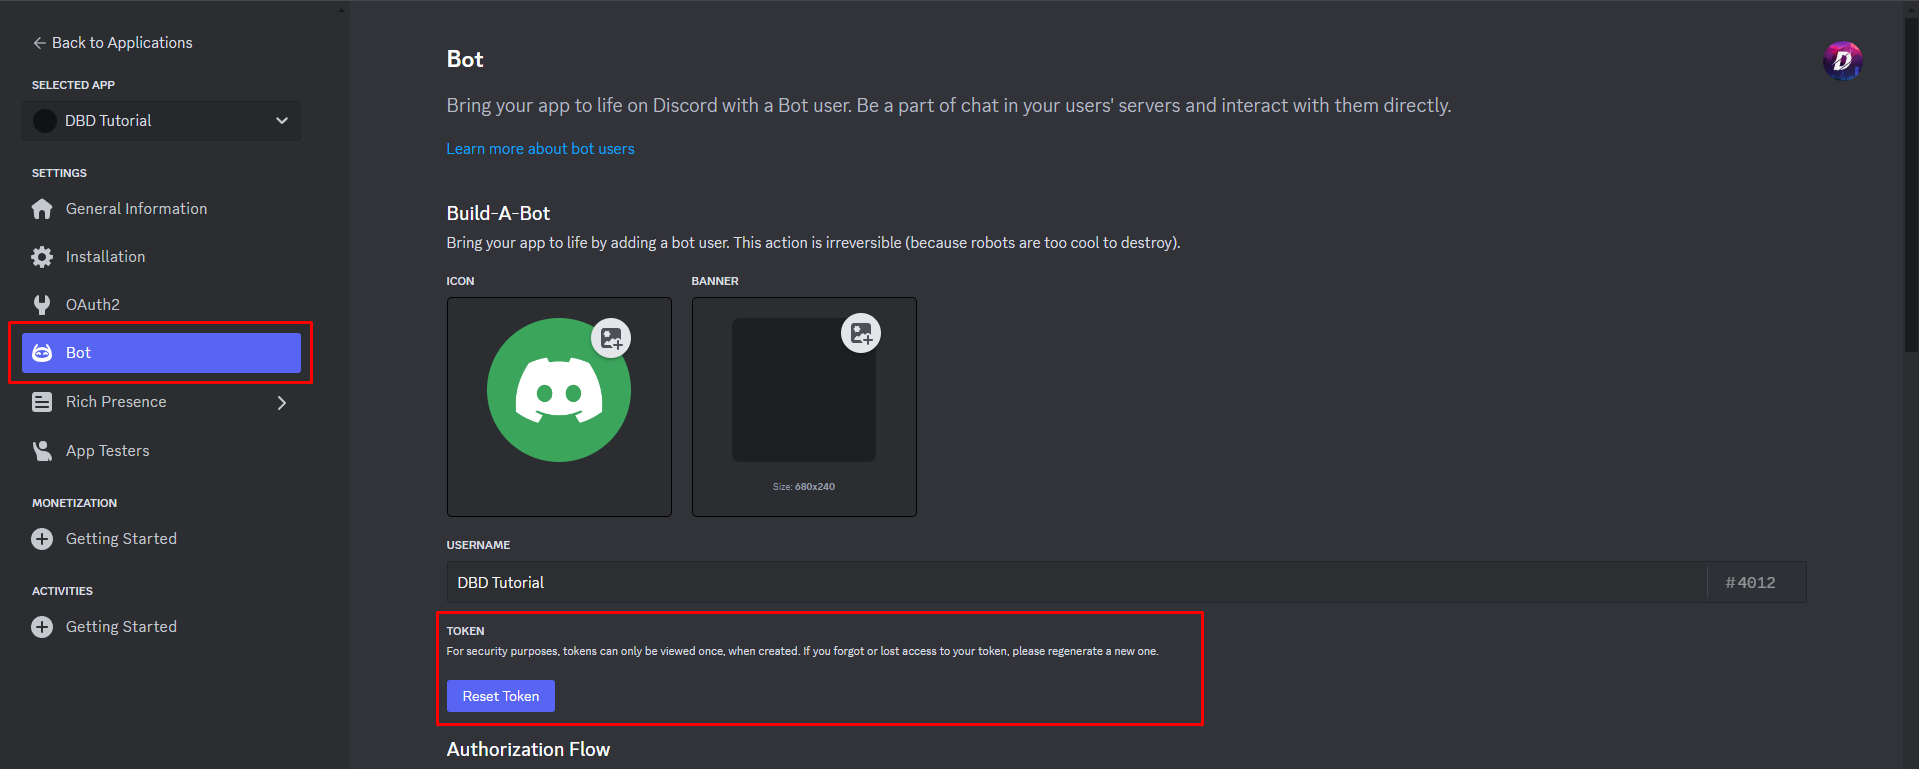 Back to Applications
SELECTED APP
DBD Tutorial
SETTINGS
General Information
Installation
OAuth2
Bot
Rich Presence
App Testers
MONETIZATION
Getting Started
ACTIVITIES
Getting Started
Bot
D
Bring your app to life on Discord with a Bot user. Be a part of chat in your users' servers and interact with them directly.
Learn more about bot users
Build-A-Bot
Bring your app to life by adding a bot user. This action is irreversible (because robots are too cool to destroy).
ICON
BANNER
Size: 680x240
USERNAME
DBD Tutorial
#4012
TOKEN
For security purposes, tokens can only be viewed once, when created. If you forgot or lost access to your token, please regenerate a new one.
Reset Token
Authorization Flow